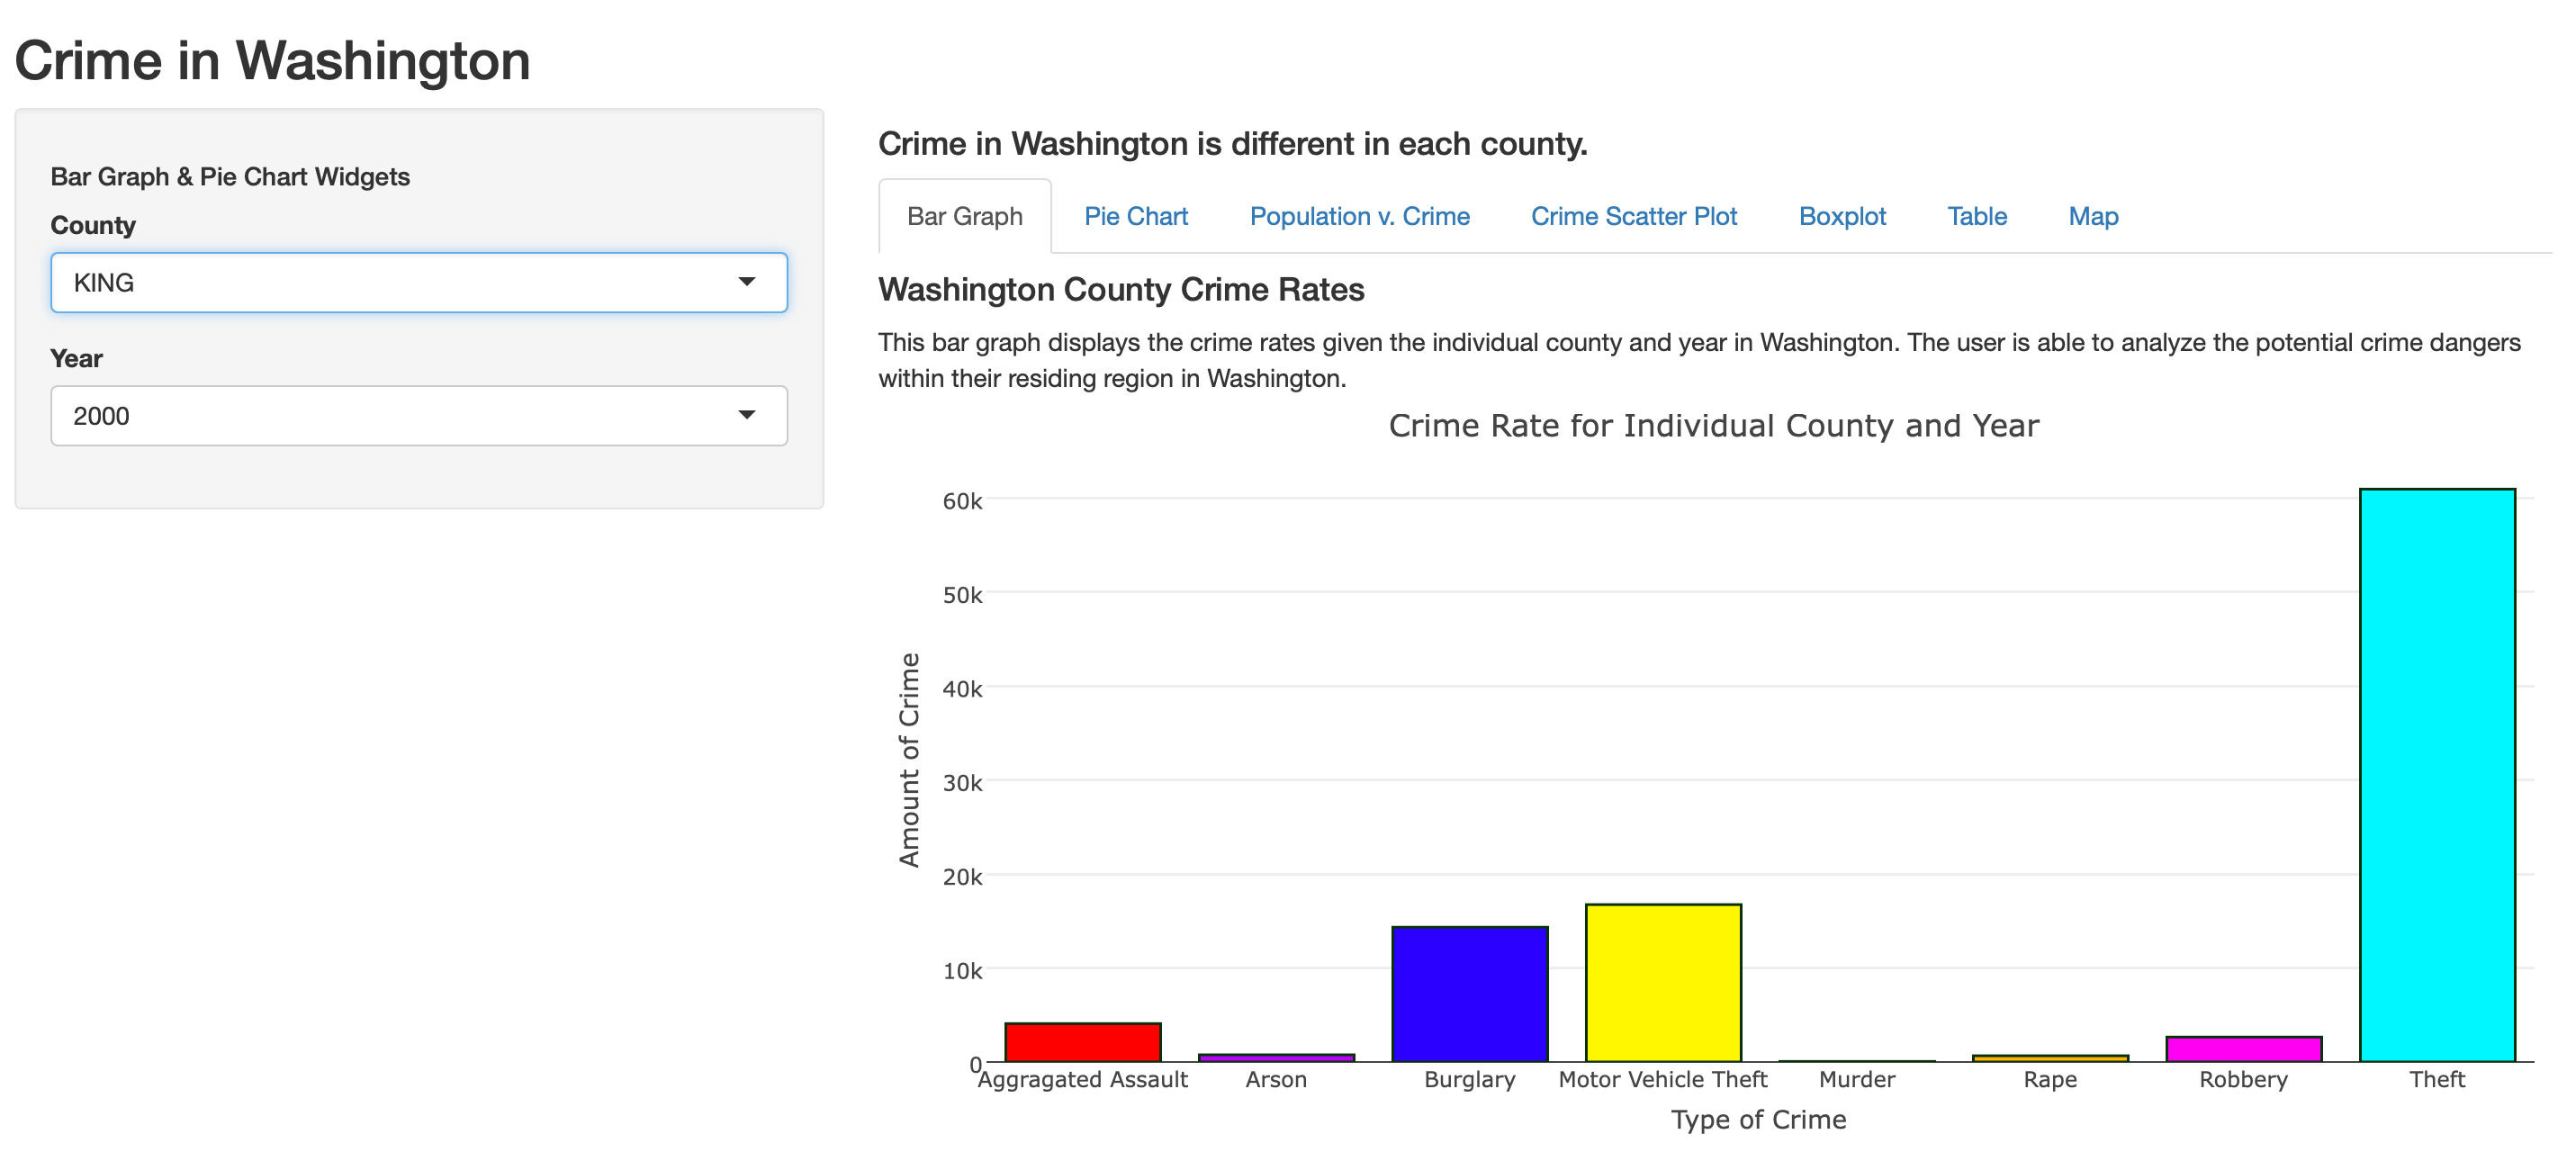 Crime in Washington
Bar Graph & Pie Chart Widgets
County
KING
Year
2000
Crime in Washington is different in each county.
Bar Graph
Pie Chart
Population v. Crime
Crime Scatter Plot
Boxplot
Table
Map
Washington County Crime Rates
This bar graph displays the crime rates given the individual county and year in Washington. The user is able to analyze the potential crime dangers
within their residing region in Washington.
Crime Rate for Individual County and Year
60k
50k
40k
30k
20k
10k
0
Amount of Crime
Aggragated Assault
Arson
Burglary
Motor Vehicle Theft
Murder
Rape
Robbery
Theft
Type of Crime